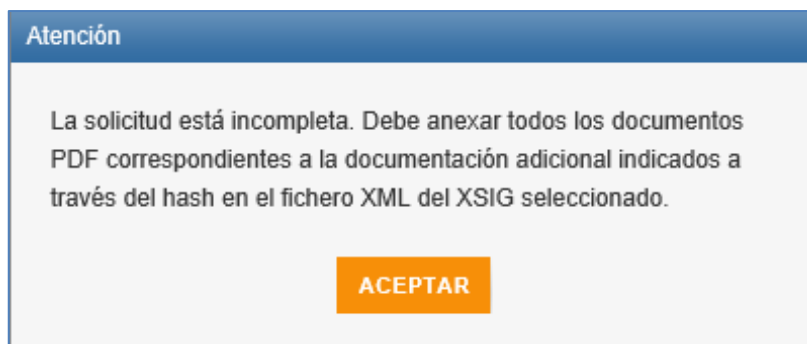 Atención
La solicitud está incompleta. Debe anexar todos los documentos
PDF correspondientes a la documentación adicional indicados a
través del hash en el fichero XML del XSIG seleccionado.
ACEPTAR